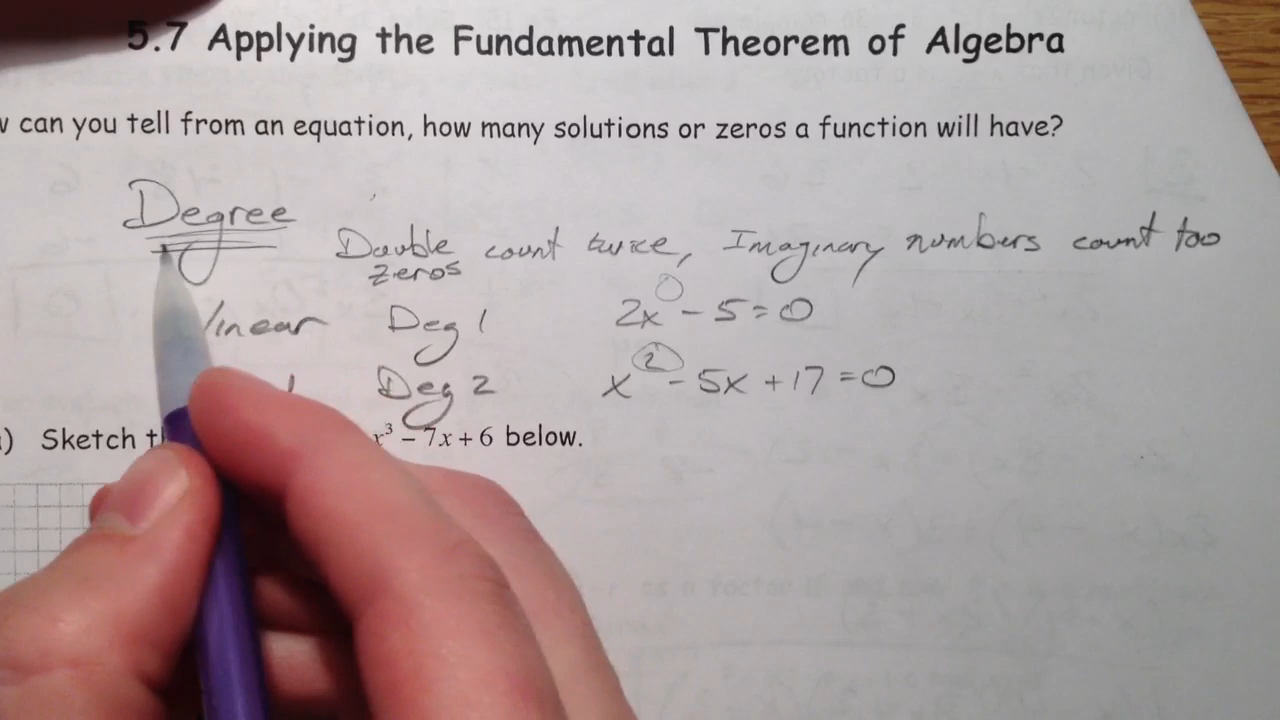 5.7 Applying the Fundamental Theorem of Algebra
can you tell from an equation, how many solutions or zeros a function will have?
Degree
Double count twice, Imaginary numbers count too
zeros
linear Deg 1 2x - 5 = 0
Deg 2 x² - 5x + 17 = 0
) Sketch x³ - 7x + 6 below.